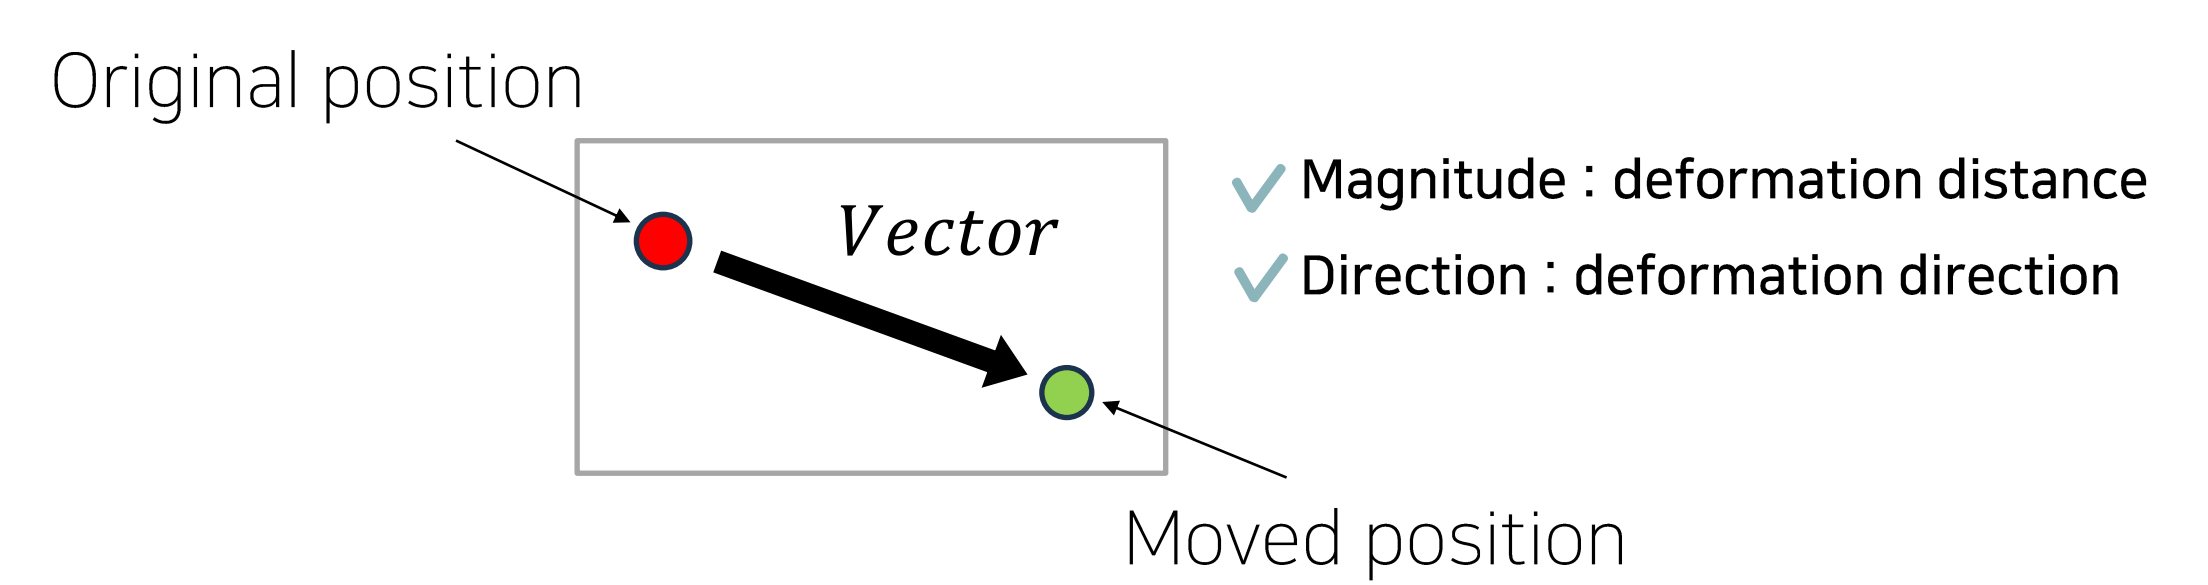 Original position
Vector
Magnitude : deformation distance
Direction : deformation direction
Moved position